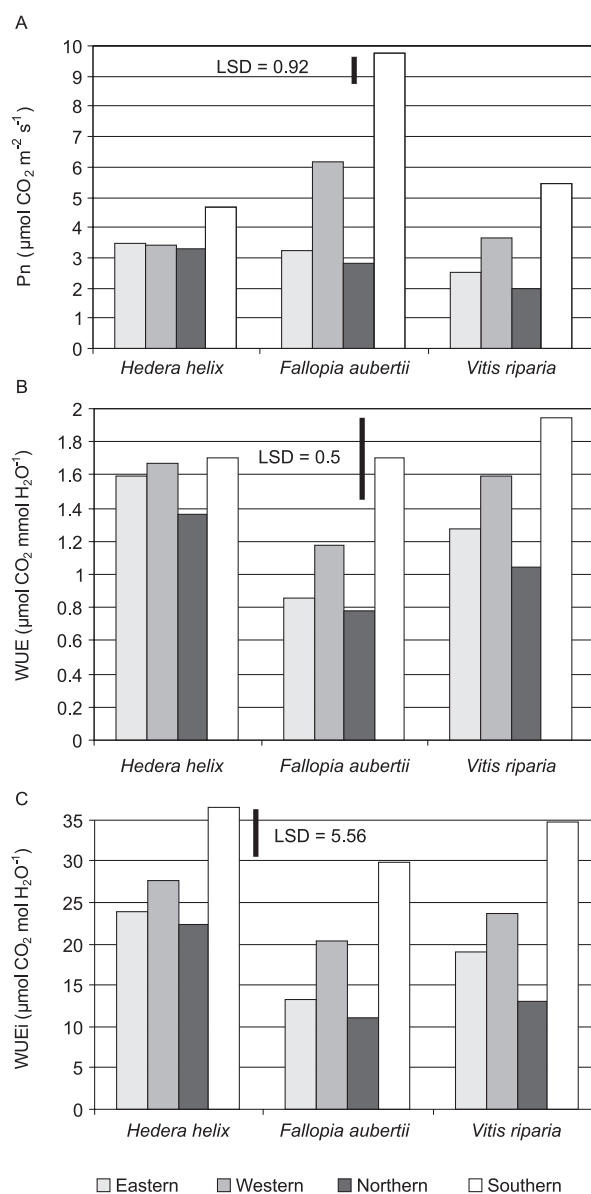 A
10
9
8
7
6
5
4
3
2
1
0
Pn (µmol CO₂ m⁻² s⁻¹)
LSD = 0.92
Hedera helix Fallopia aubertii Vitis riparia
B
2
1.8
1.6
1.4
1.2
1
0.8
0.6
0.4
0.2
0
WUE (µmol CO₂ mmol H₂O⁻¹)
LSD = 0.5
Hedera helix Fallopia aubertii Vitis riparia
C
35
30
25
20
15
10
5
0
WUEi (µmol CO₂ mol H₂O⁻¹)
LSD = 5.56
Hedera helix Fallopia aubertii Vitis riparia
Eastern Western Northern Southern